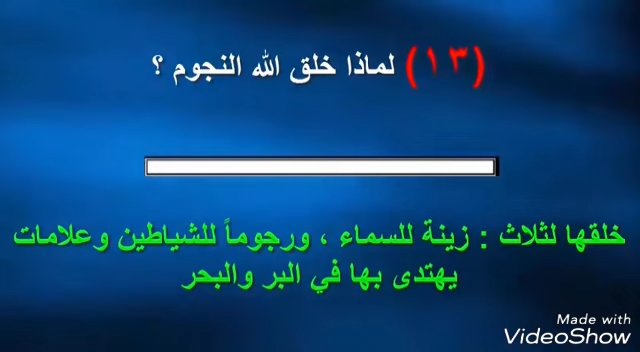 (١٣) لماذا خلق الله النجوم ؟
خلقها لثلاث : زينة للسماء ، ورجوماً للشياطين وعلامات
يهتدى بها في البر والبحر
Made with
VideoShow